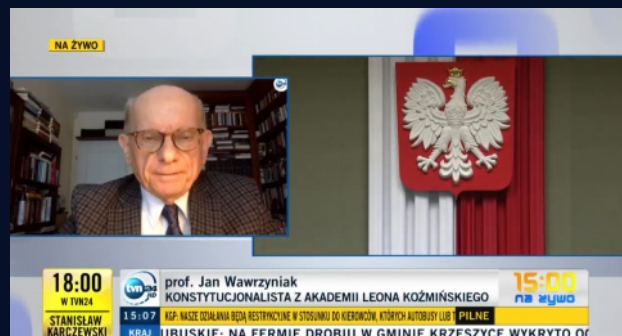 NA ŻYWO
18:00
W TVN24
STANISŁAW
KARCZEWSKI
tvn24
prof. Jan Wawrzyniak
KONSTYTUCJONALISTA Z AKADEMII LEONA KOŹMIŃSKIEGO
15:00
na żywo
15:07
KGP: NASZE DZIAŁANIA BĘDĄ RESTRYKCYJNE W STOSUNKU DO KIEROWCÓW, KTÓRYCH AUTOBUSY LUB T
PILNE
KRAJ
LUBUSKIE: NA FERMIE DROBIU W GMINIE KRZESZYCE WYKRYTO OG